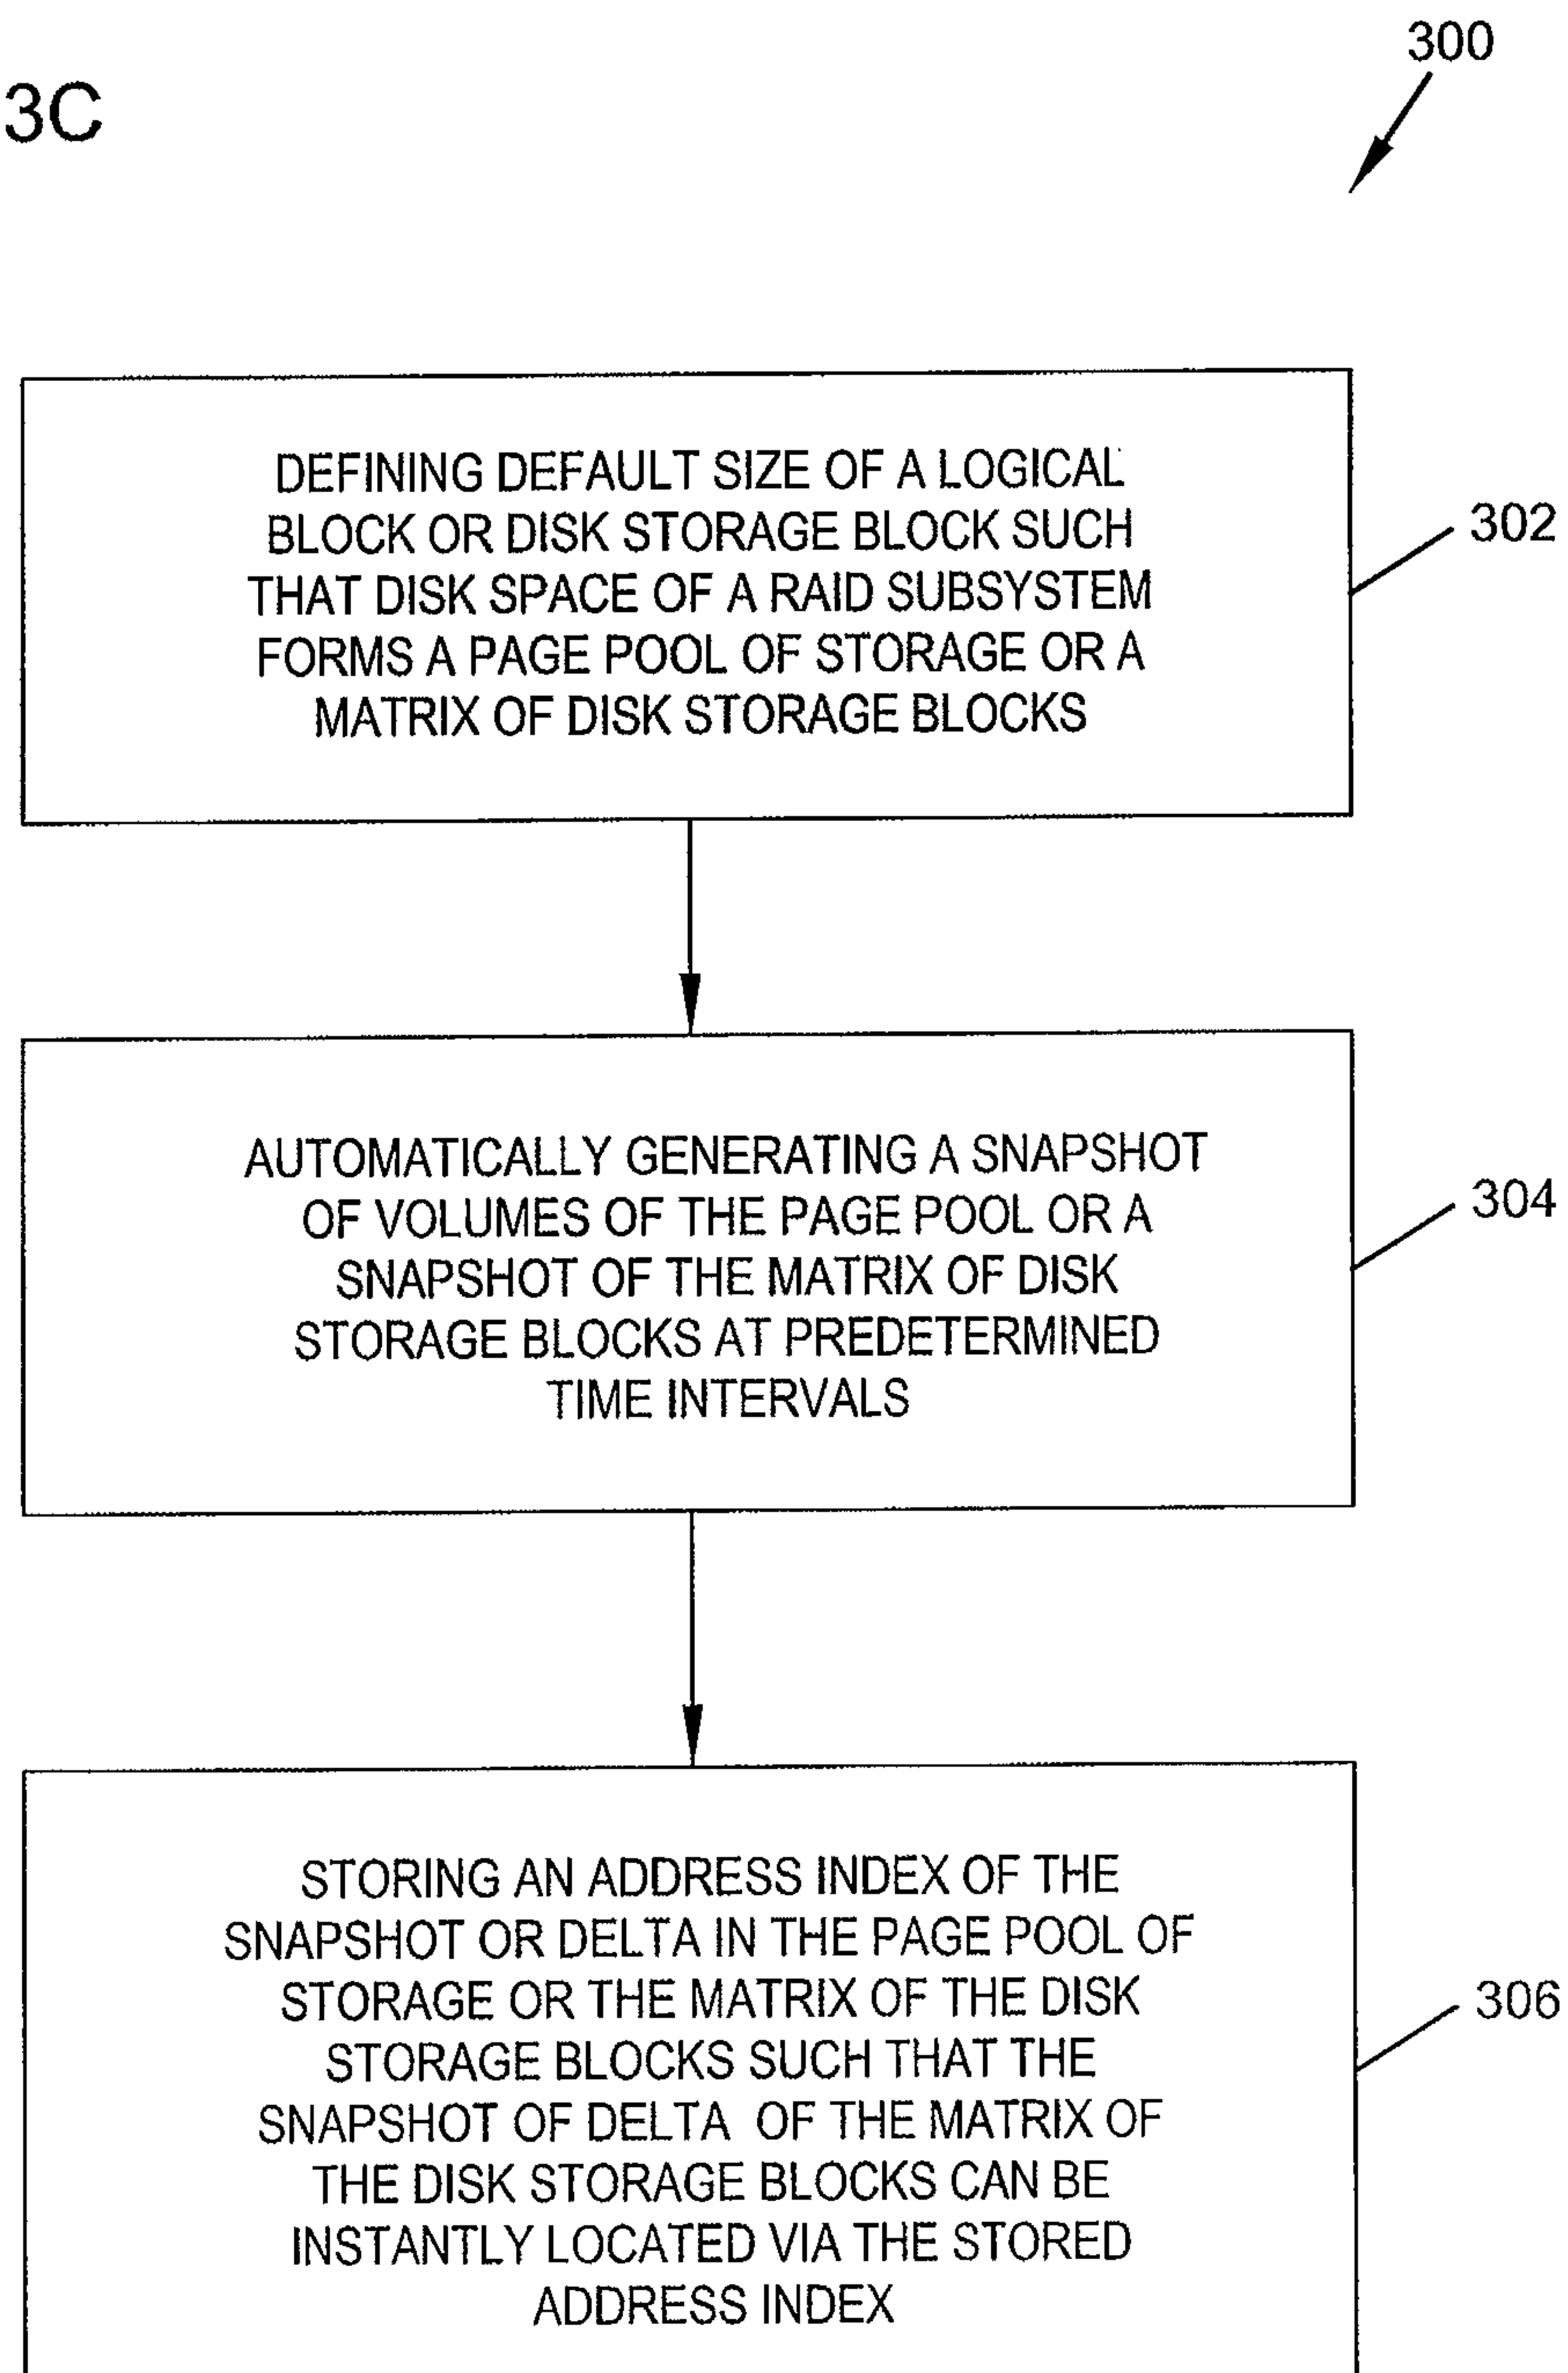 300
3C
DEFINING DEFAULT SIZE OF A LOGICAL
BLOCK OR DISK STORAGE BLOCK SUCH
THAT DISK SPACE OF A RAID SUBSYSTEM
FORMS A PAGE POOL OF STORAGE OR A
MATRIX OF DISK STORAGE BLOCKS
302
AUTOMATICALLY GENERATING A SNAPSHOT
OF VOLUMES OF THE PAGE POOL OR A
SNAPSHOT OF THE MATRIX OF DISK
STORAGE BLOCKS AT PREDETERMINED
TIME INTERVALS
304
STORING AN ADDRESS INDEX OF THE
SNAPSHOT OR DELTA IN THE PAGE POOL OF
STORAGE OR THE MATRIX OF THE DISK
STORAGE BLOCKS SUCH THAT THE
SNAPSHOT OF DELTA OF THE MATRIX OF
THE DISK STORAGE BLOCKS CAN BE
INSTANTLY LOCATED VIA THE STORED
ADDRESS INDEX
306